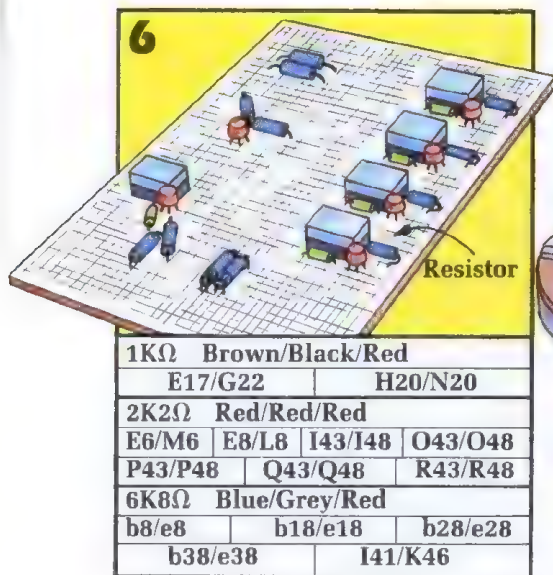 6
Resistor
1KΩ Brown/Black/Red
E17/G22 H20/N20
2K2Ω Red/Red/Red
E6/M6 E8/L8 I43/I48 O43/O48
P43/P48 Q43/Q48 R43/R48
6K8Ω Blue/Grey/Red
b8/e8 b18/e18 b28/e28
b38/e38 I41/K46